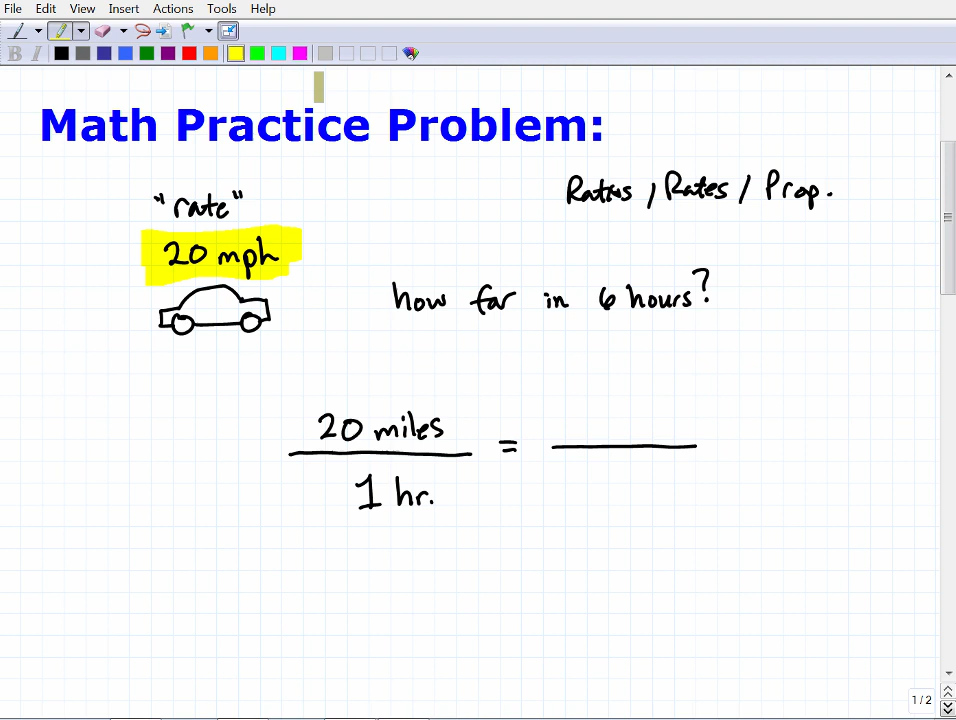 File Edit View Insert Actions Tools Help
B I
Math Practice Problem:
"rate"
Ratios / Rates / Prop.
20 mph
how far in 6 hours?
20 miles
=
1 hr.
1 / 2